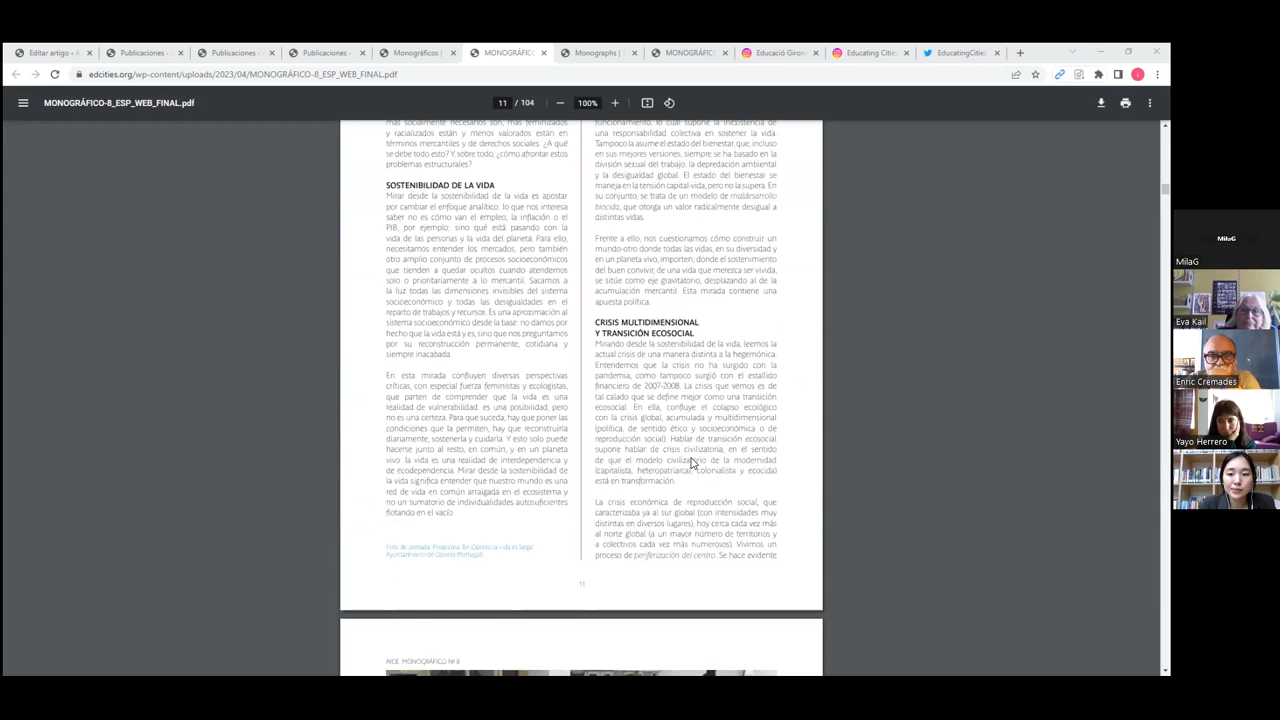 Editar artigo ‹ A
Publicaciones
Publicaciones
Publicaciones
Monográficos |
MONOGRÁFIC
Monographs | T
MONOGRÁFIC
Educació Giron
Educating Citie
EducatingCities
edcities.org/wp-content/uploads/2023/04/MONOGRÁFICO-8_ESP_WEB_FINAL.pdf
MONOGRÁFICO-8_ESP_WEB_FINAL.pdf
11 / 104
100%
más socialmente necesarios son, más feminizados
y racializados están y menos valorados están en
términos mercantiles y de derechos sociales. ¿A qué
se debe todo esto? Y, sobre todo, ¿cómo afrontar estos
problemas estructurales?
SOSTENIBILIDAD DE LA VIDA
Mirar desde la sostenibilidad de la vida es apostar
por cambiar el enfoque analítico: lo que nos interesa
saber no es cómo van el empleo, la inflación o el
PIB, por ejemplo, sino qué está pasando con la
vida de las personas y la vida del planeta. Para ello,
necesitamos entender los mercados, pero también
otro amplio conjunto de procesos socioeconómicos
que tienden a quedar ocultos cuando atendemos
solo o prioritariamente a lo mercantil. Sacamos a
la luz todas las dimensiones invisibles del sistema
socioeconómico y todas las desigualdades en el
reparto de trabajos y recursos. Es una aproximación al
sistema socioeconómico desde la base: no damos por
hecho que la vida está y es, sino que nos preguntamos
por su reconstrucción permanente, cotidiana y
siempre inacabada.
En esta mirada confluyen diversas perspectivas
críticas, con especial fuerza feministas y ecologistas,
que parten de comprender que la vida es una
realidad de vulnerabilidad: es una posibilidad, pero
no es una certeza. Para que suceda, hay que poner las
condiciones que la permiten, hay que reconstruirla
diariamente, sostenerla y cuidarla. Y esto solo puede
hacerse junto al resto, en común, y en un planeta
vivo: la vida es una realidad de interdependencia y
de ecodependencia. Mirar desde la sostenibilidad de
la vida significa entender que nuestro mundo es una
red de vida en común arraigada en el ecosistema y
no un sumatorio de individualidades autosuficientes
flotando en el vacío.
Foto de portada: Programa 'En Oporto la vida es larga'.
Ayuntamiento de Oporto (Portugal)
funcionamiento, lo cual supone la inexistencia de
una responsabilidad colectiva en sostener la vida.
Tampoco la asume el estado del bienestar, que, incluso
en sus mejores versiones, siempre se ha basado en la
división sexual del trabajo, la depredación ambiental
y la desigualdad global. El estado del bienestar se
maneja en la tensión capital-vida, pero no la supera. En
su conjunto, se trata de un modelo de maldesarrollo
biocida, que otorga un valor radicalmente desigual a
distintas vidas.
Frente a ello, nos cuestionamos cómo construir un
mundo-otro donde todas las vidas, en su diversidad y
en un planeta vivo, importen, donde el sostenimiento
del buen convivir, de una vida que merezca ser vivida,
se sitúe como eje gravitatorio, desplazando al de la
acumulación mercantil. Esta mirada contiene una
apuesta política.
CRISIS MULTIDIMENSIONAL
Y TRANSICIÓN ECOSOCIAL
Mirando desde la sostenibilidad de la vida, leemos la
actual crisis de una manera distinta a la hegemónica.
Entendemos que la crisis no ha surgido con la
pandemia, como tampoco surgió con el estallido
financiero de 2007-2008. La crisis que vemos es de
tal calado que se define mejor como una transición
ecosocial. En ella, confluye el colapso ecológico
con la crisis global, acumulada y multidimensional
(política, de sentido ético y socioeconómica o de
reproducción social). Hablar de transición ecosocial
supone hablar de crisis civilizatoria, en el sentido
de que el modelo civilizatorio de la modernidad
(capitalista, heteropatriarcal, colonialista y ecocida)
está en transformación.
La crisis económica de reproducción social, que
caracterizaba ya al sur global (con intensidades muy
distintas en diversos lugares), hoy cerca cada vez más
al norte global (a un mayor número de territorios y
a colectivos cada vez más numerosos). Vivimos un
proceso de periferización del centro. Se hace evidente
11
AICE: MONOGRÁFICO Nº 8
MilaG
MilaG
Eva Kail
Enric Cremades
Yayo Herrero